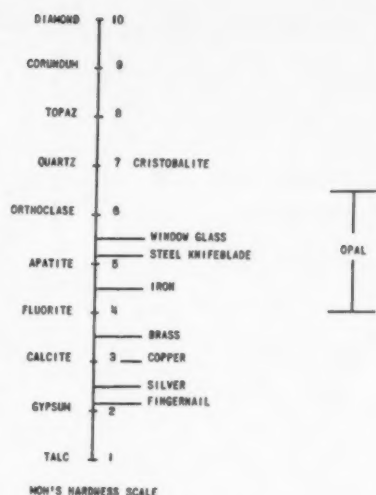 DIAMOND 10
CORUNDUM 9
TOPAZ 8
QUARTZ 7 CRISTOBALITE
ORTHOCLASE 6
WINDOW GLASS
OPAL
STEEL KNIFEBLADE
APATITE 5
IRON
FLUORITE 4
BRASS
CALCITE 3 COPPER
SILVER
FINGERNAIL
GYPSUM 2
TALC 1
MOH'S HARDNESS SCALE